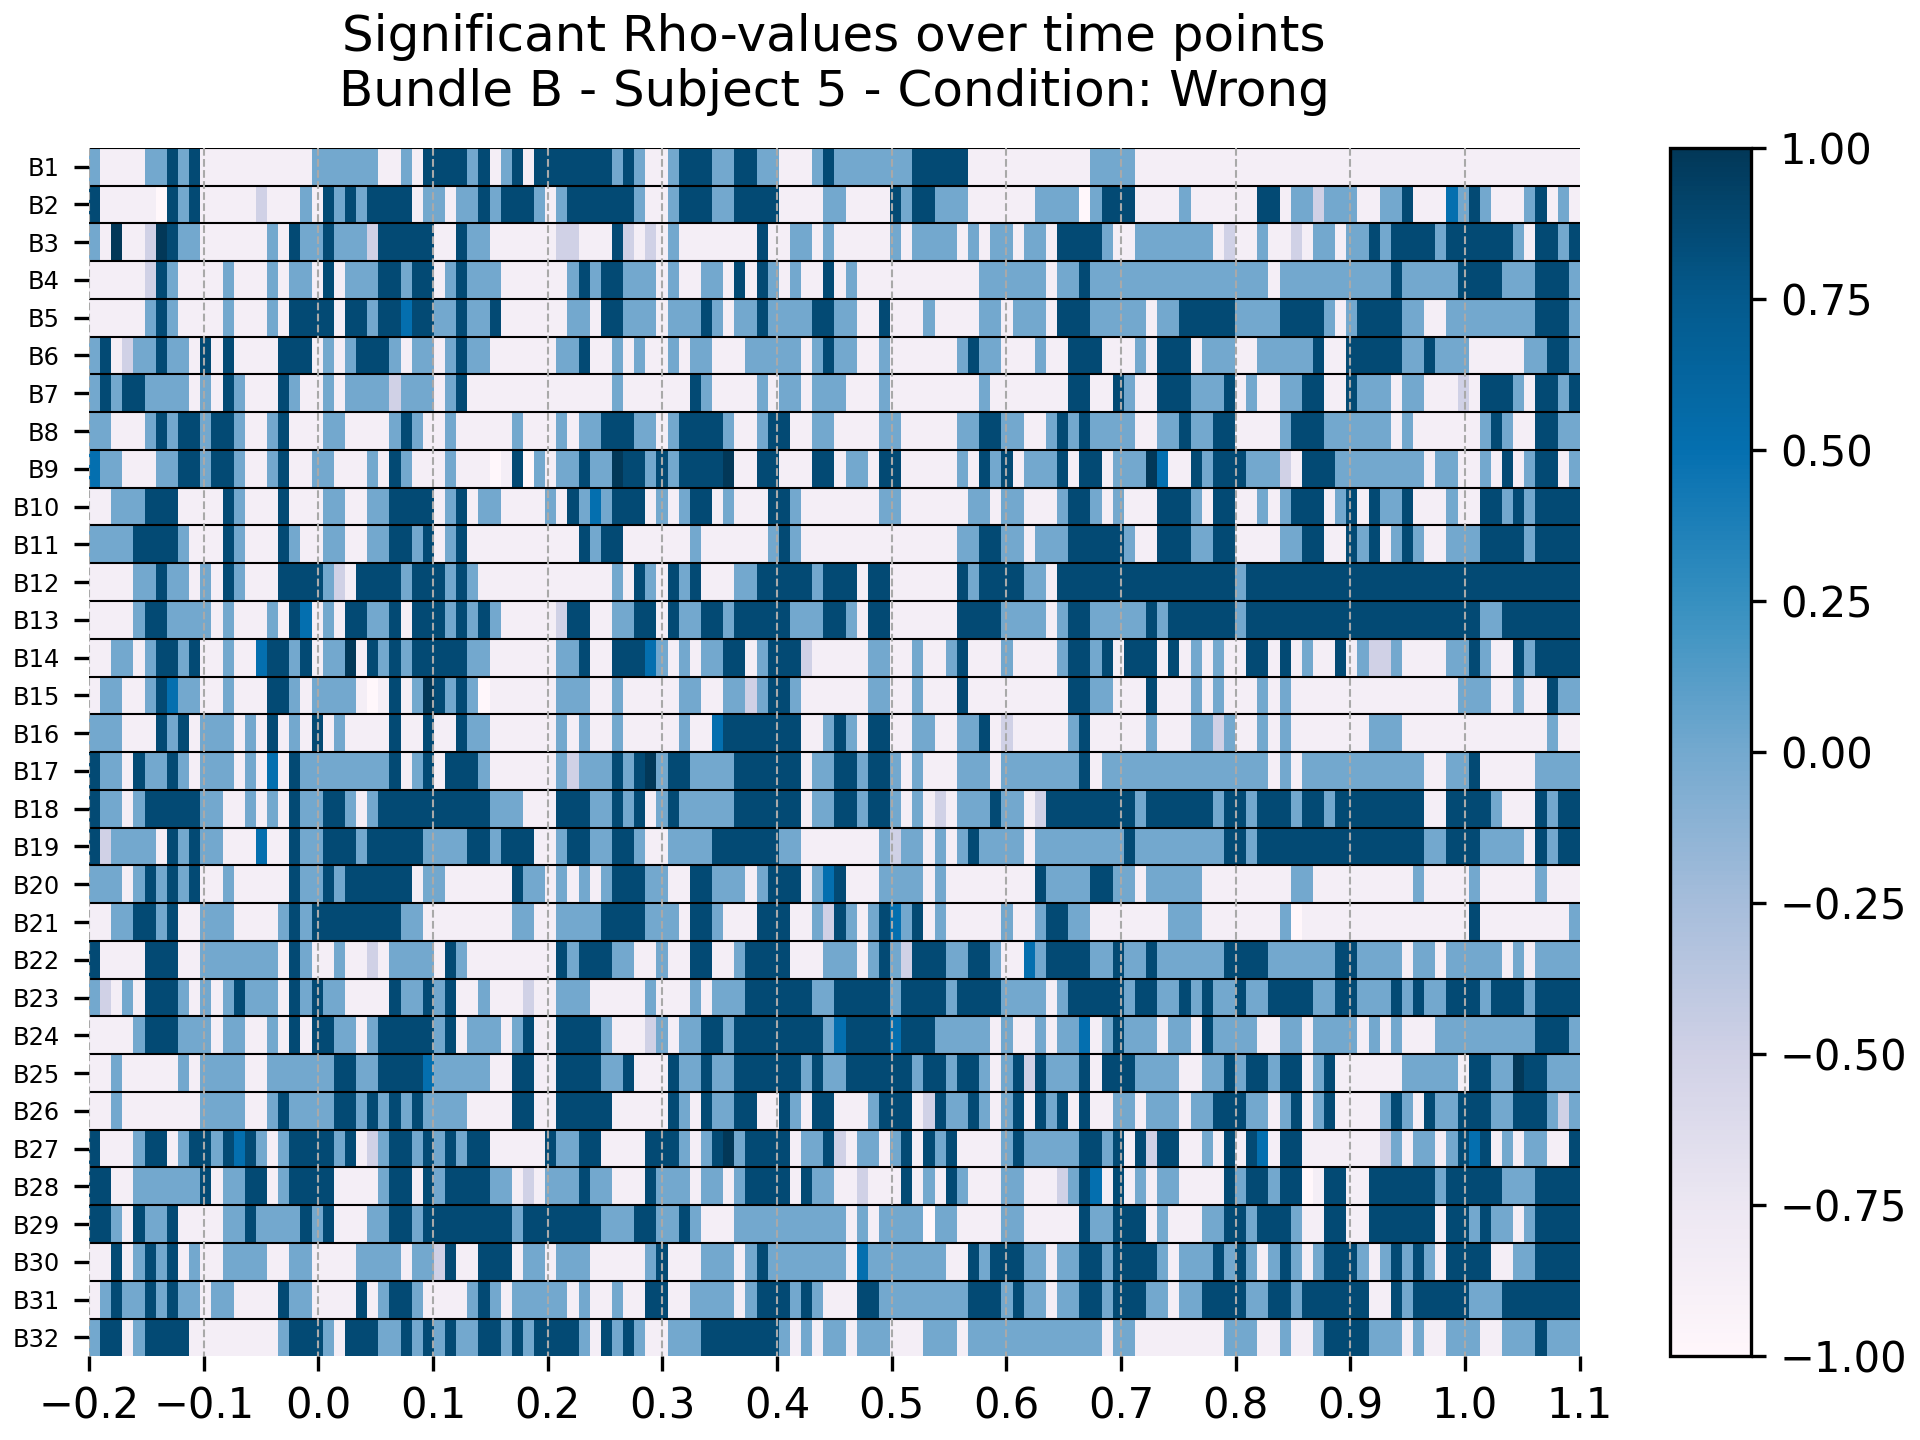 Significant Rho-values over time points
Bundle B - Subject 5 - Condition: Wrong
B1
B2
B3
B4
B5
B6
B7
B8
B9
B10
B11
B12
B13
B14
B15
B16
B17
B18
B19
B20
B21
B22
B23
B24
B25
B26
B27
B28
B29
B30
B31
B32
−0.2 −0.1 0.0 0.1 0.2 0.3 0.4 0.5 0.6 0.7 0.8 0.9 1.0 1.1
1.00
0.75
0.50
0.25
0.00
−0.25
−0.50
−0.75
−1.00